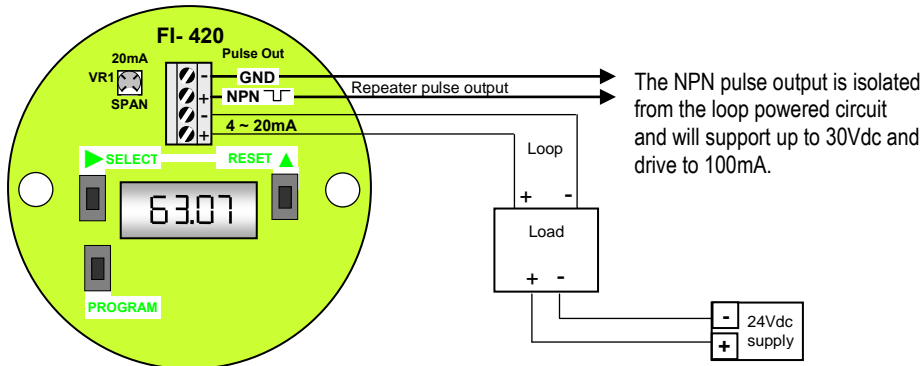 FI- 420
20mA
Pulse Out
VR1
SPAN
- GND
+ NPN
-
+ 4 ~ 20mA
Repeater pulse output
The NPN pulse output is isolated
from the loop powered circuit
and will support up to 30Vdc and
drive to 100mA.
SELECT
RESET
63.07
PROGRAM
Loop
+ -
Load
+ -
- 24Vdc
+ supply